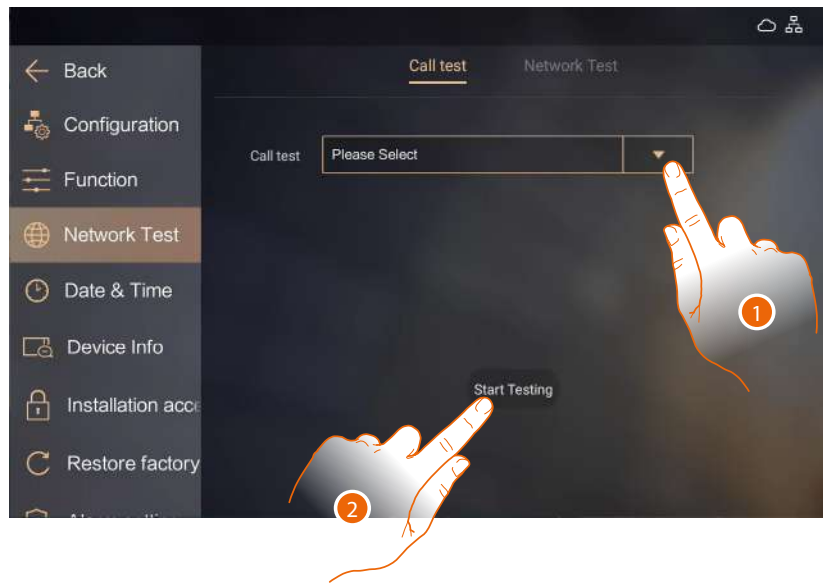 Back
Call test
Network Test
Configuration
Call test
Please Select
Function
Network Test
Date & Time
1
Device Info
Start Testing
Installation acce
Restore factory
2